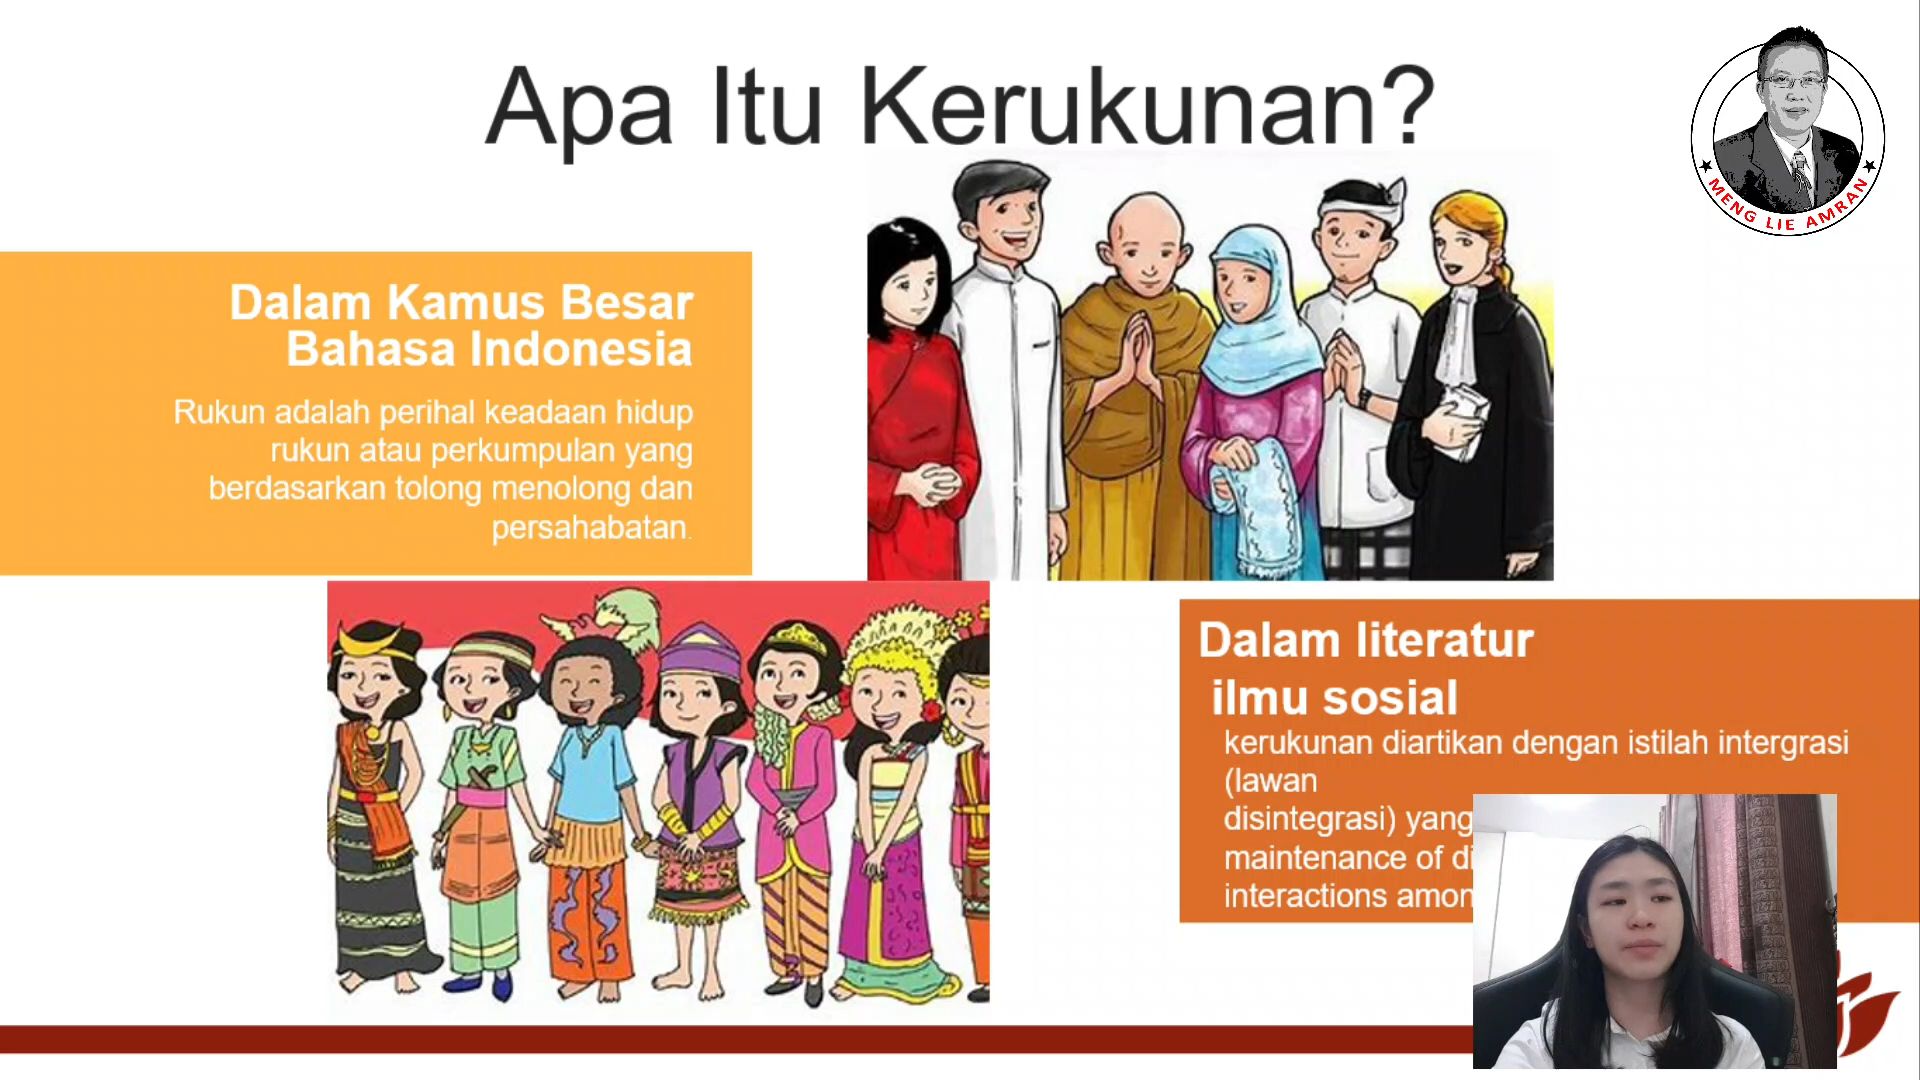 Apa Itu Kerukunan?
MENG LIE AMRAN
Dalam Kamus Besar
Bahasa Indonesia
Rukun adalah perihal keadaan hidup
rukun atau perkumpulan yang
berdasarkan tolong menolong dan
persahabatan.
Dalam literatur
ilmu sosial
kerukunan diartikan dengan istilah intergrasi
(lawan
disintegrasi) yang
maintenance of
interactions